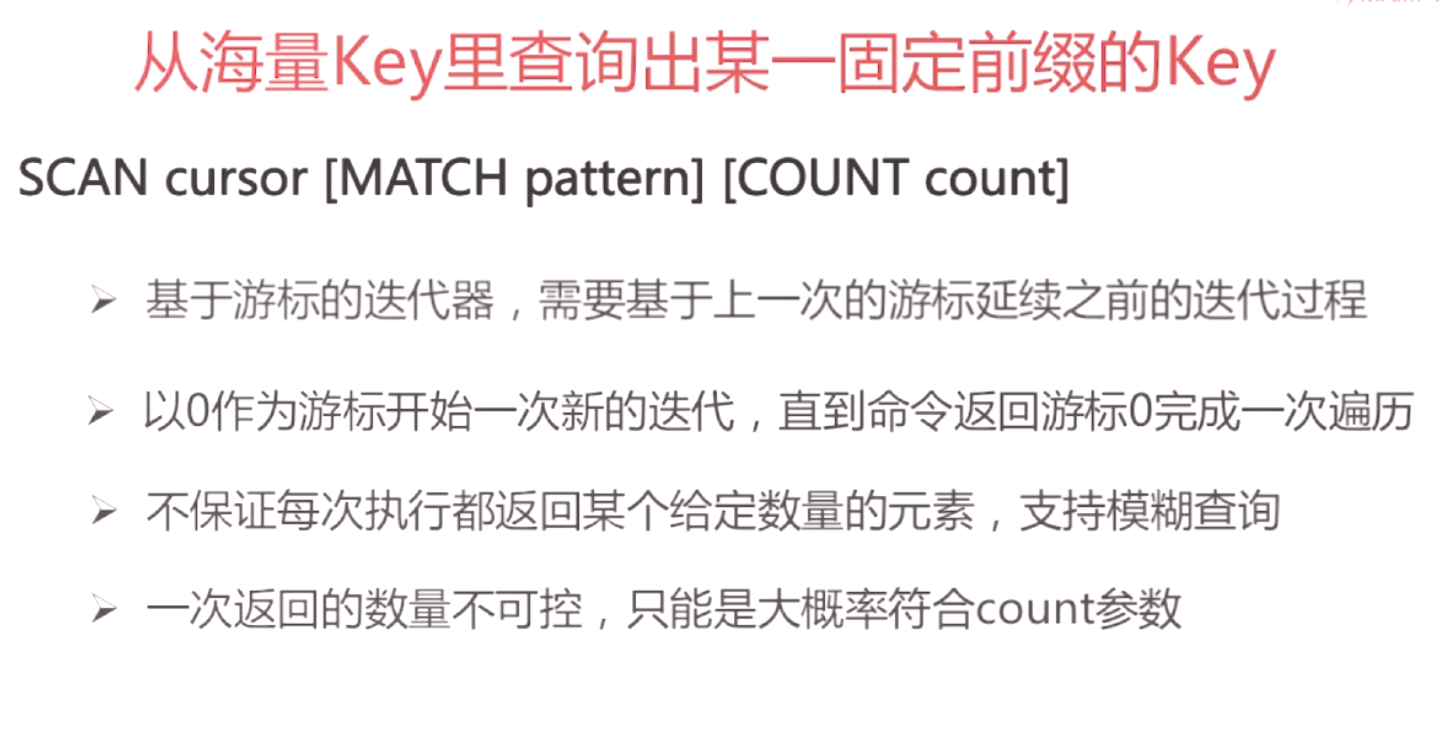 从海量Key里查询出某一固定前缀的Key
SCAN cursor [MATCH pattern] [COUNT count]
➢ 基于游标的迭代器，需要基于上一次的游标延续之前的迭代过程
➢ 以0作为游标开始一次新的迭代，直到命令返回游标0完成一次遍历
➢ 不保证每次执行都返回某个给定数量的元素，支持模糊查询
➢ 一次返回的数量不可控，只能是大概率符合count参数